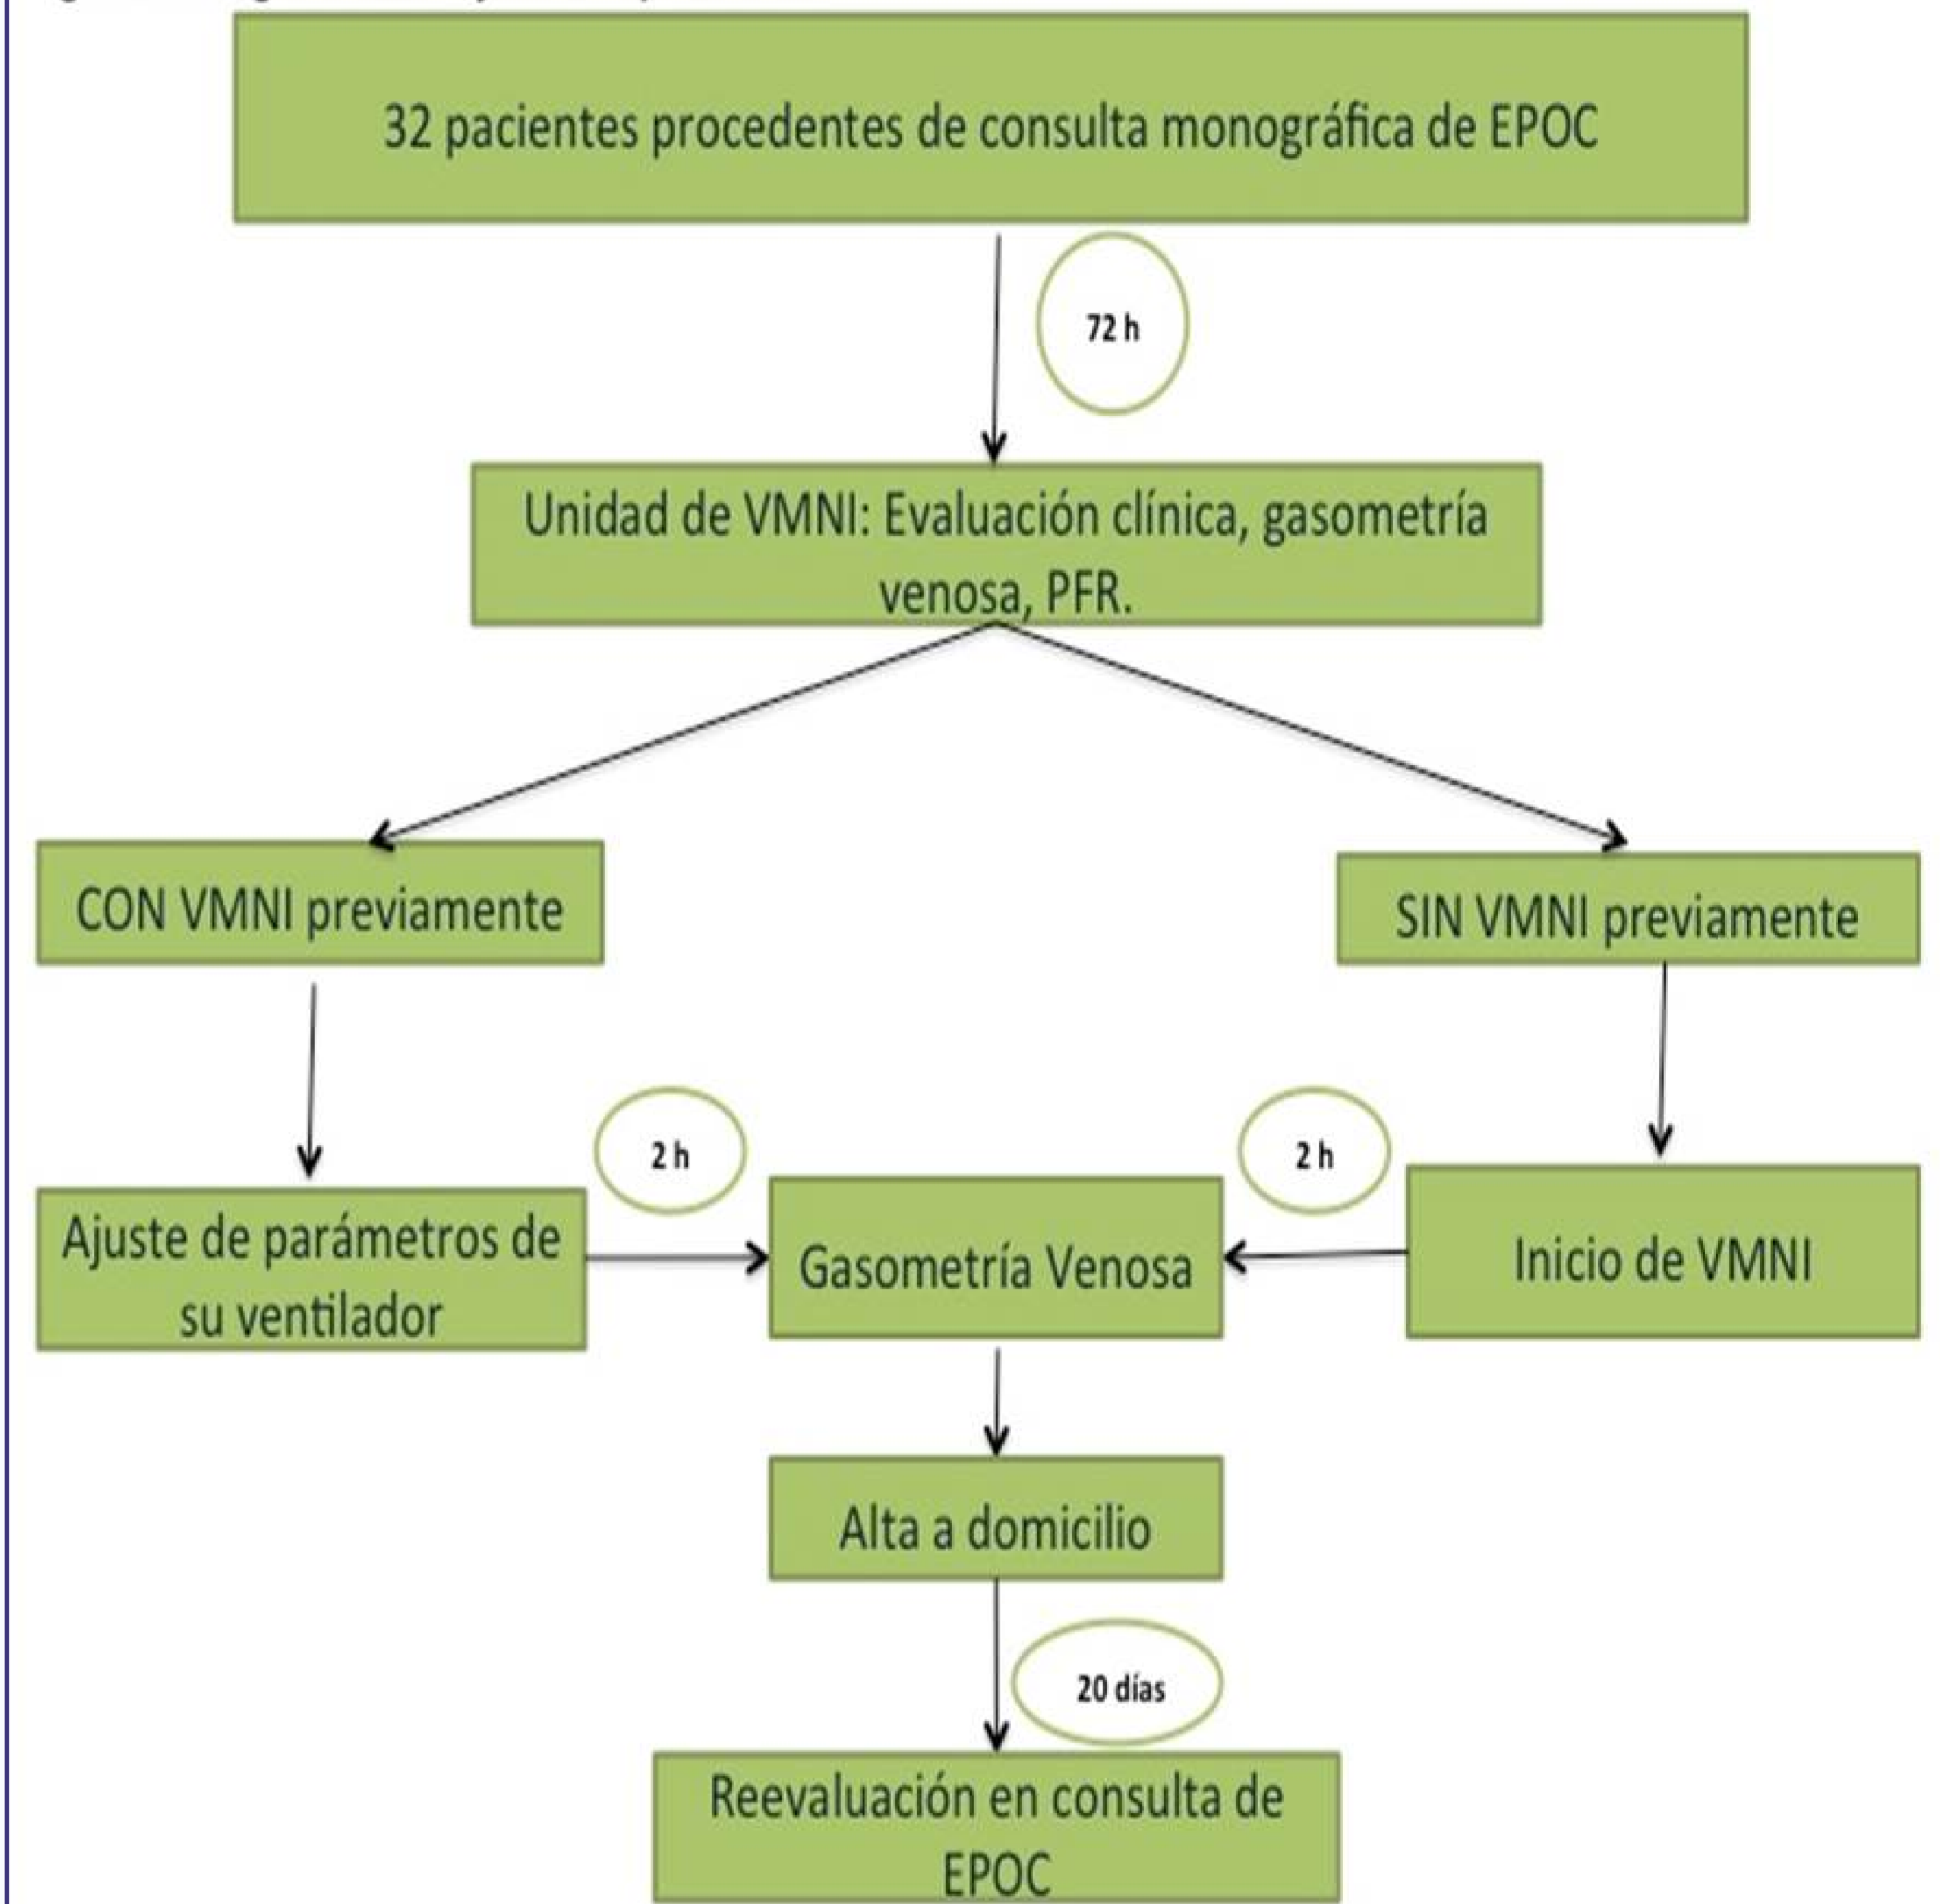 32 pacientes procedentes de consulta monográfica de EPOC
72 h
Unidad de VMNI: Evaluación clínica, gasometría
venosa, PFR.
CON VMNI previamente
SIN VMNI previamente
2 h
2 h
Ajuste de parámetros de
su ventilador
Gasometría Venosa
Inicio de VMNI
Alta a domicilio
20 días
Reevaluación en consulta de
EPOC